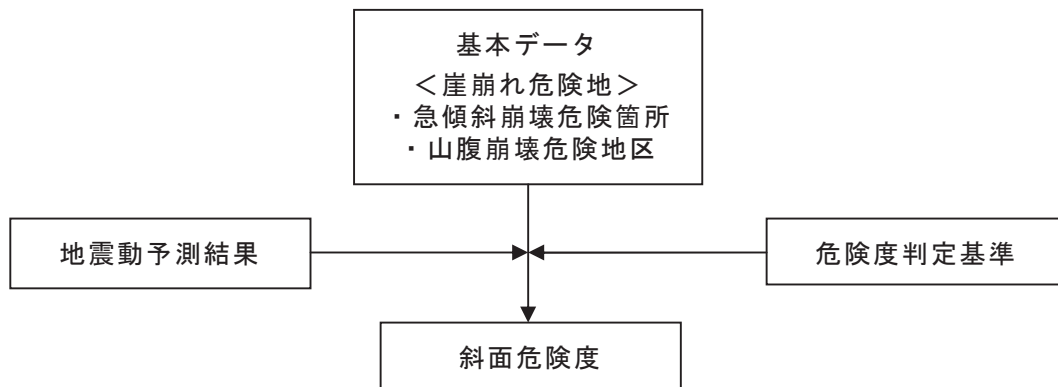 基本データ
＜崖崩れ危険地＞
・急傾斜崩壊危険箇所
・山腹崩壊危険地区
地震動予測結果
危険度判定基準
斜面危険度